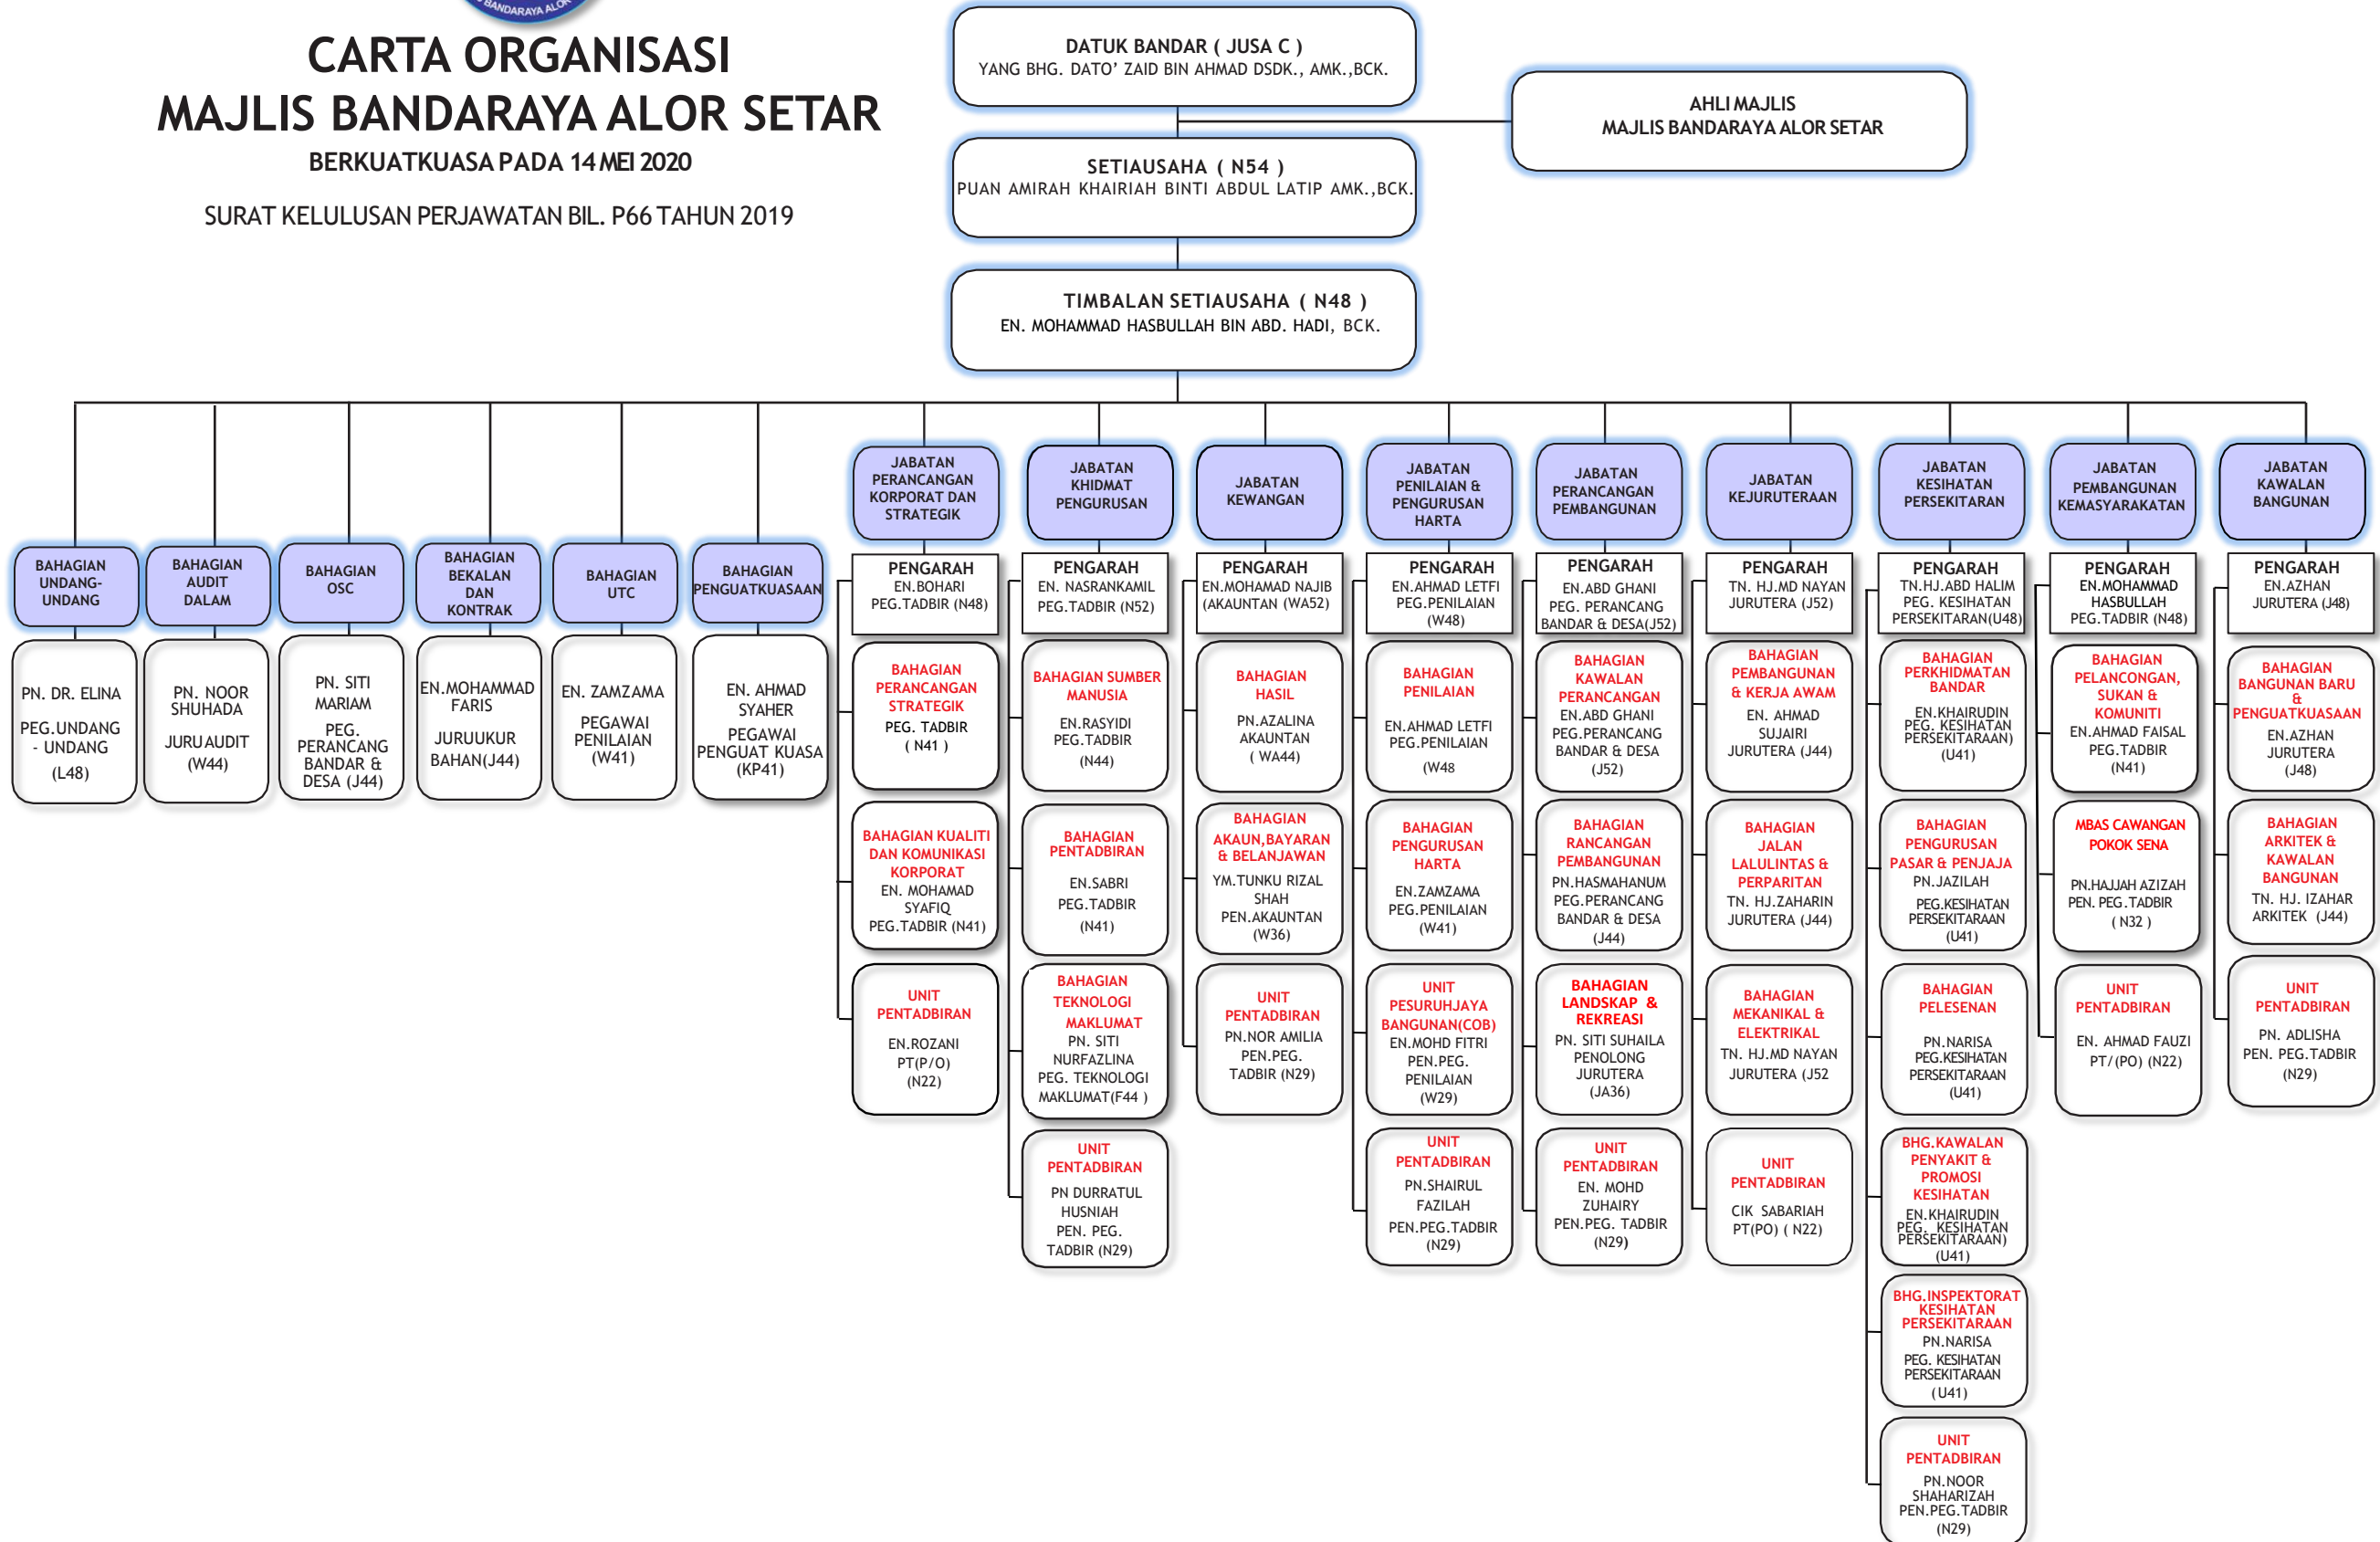 BANDARAYA ALOR
CARTA ORGANISASI
MAJLIS BANDARAYA ALOR SETAR
BERKUATKUASA PADA 14 MEI 2020
SURAT KELULUSAN PERJAWATAN BIL. P66 TAHUN 2019
DATUK BANDAR ( JUSA C )
YANG BHG. DATO’ ZAID BIN AHMAD DSDK., AMK.,BCK.
AHLI MAJLIS
MAJLIS BANDARAYA ALOR SETAR
SETIAUSAHA ( N54 )
PUAN AMIRAH KHAIRIAH BINTI ABDUL LATIP AMK.,BCK.
TIMBALAN SETIAUSAHA ( N48 )
EN. MOHAMMAD HASBULLAH BIN ABD. HADI, BCK.
BAHAGIAN
UNDANG-
UNDANG
PN. DR. ELINA
PEG.UNDANG
- UNDANG
(L48)
BAHAGIAN
AUDIT
DALAM
PN. NOOR
SHUHADA
JURUAUDIT
(W44)
BAHAGIAN
OSC
PN. SITI
MARIAM
PEG.
PERANCANG
BANDAR &
DESA (J44)
BAHAGIAN
BEKALAN
DAN
KONTRAK
EN.MOHAMMAD
FARIS
JURUUKUR
BAHAN(J44)
BAHAGIAN
UTC
EN. ZAMZAMA
PEGAWAI
PENILAIAN
(W41)
BAHAGIAN
PENGUATKUASAAN
EN. AHMAD
SYAHER
PEGAWAI
PENGUAT KUASA
(KP41)
JABATAN
PERANCANGAN
KORPORAT DAN
STRATEGIK
PENGARAH
EN.BOHARI
PEG.TADBIR (N48)
BAHAGIAN
PERANCANGAN
STRATEGIK
PEG. TADBIR
( N41 )
BAHAGIAN KUALITI
DAN KOMUNIKASI
KORPORAT
EN. MOHAMAD
SYAFIQ
PEG.TADBIR (N41)
UNIT
PENTADBIRAN
EN.ROZANI
PT(P/O)
(N22)
JABATAN
KHIDMAT
PENGURUSAN
PENGARAH
EN. NASRANKAMIL
PEG.TADBIR (N52)
BAHAGIAN SUMBER
MANUSIA
EN.RASYIDI
PEG.TADBIR
(N44)
BAHAGIAN
PENTADBIRAN
EN.SABRI
PEG.TADBIR
(N41)
BAHAGIAN
TEKNOLOGI
MAKLUMAT
PN. SITI
NURFAZLINA
PEG. TEKNOLOGI
MAKLUMAT(F44 )
UNIT
PENTADBIRAN
PN DURRATUL
HUSNIAH
PEN. PEG.
TADBIR (N29)
JABATAN
KEWANGAN
PENGARAH
EN.MOHAMAD NAJIB
(AKAUNTAN (WA52)
BAHAGIAN
HASIL
PN.AZALINA
AKAUNTAN
( WA44)
BAHAGIAN
AKAUN,BAYARAN
& BELANJAWAN
YM.TUNKU RIZAL
SHAH
PEN.AKAUNTAN
(W36)
UNIT
PENTADBIRAN
PN.NOR AMILIA
PEN.PEG.
TADBIR (N29)
JABATAN
PENILAIAN &
PENGURUSAN
HARTA
PENGARAH
EN.AHMAD LETFI
PEG.PENILAIAN
(W48)
BAHAGIAN
PENILAIAN
EN.AHMAD LETFI
PEG.PENILAIAN
(W48
BAHAGIAN
PENGURUSAN
HARTA
EN.ZAMZAMA
PEG.PENILAIAN
(W41)
UNIT
PESURUHJAYA
BANGUNAN(COB)
EN.MOHD FITRI
PEN.PEG.
PENILAIAN
(W29)
UNIT
PENTADBIRAN
PN.SHAIRUL
FAZILAH
PEN.PEG.TADBIR
(N29)
JABATAN
PERANCANGAN
PEMBANGUNAN
PENGARAH
EN.ABD GHANI
PEG. PERANCANG
BANDAR & DESA(J52)
BAHAGIAN
KAWALAN
PERANCANGAN
EN.ABD GHANI
PEG.PERANCANG
BANDAR & DESA
(J52)
BAHAGIAN
RANCANGAN
PEMBANGUNAN
PN.HASMAHANUM
PEG.PERANCANG
BANDAR & DESA
(J44)
BAHAGIAN
LANDSKAP &
REKREASI
PN. SITI SUHAILA
PENOLONG
JURUTERA
(JA36)
UNIT
PENTADBIRAN
EN. MOHD
ZUHAIRY
PEN.PEG. TADBIR
(N29)
JABATAN
KEJURUTERAAN
PENGARAH
TN. HJ.MD NAYAN
JURUTERA (J52)
BAHAGIAN
PEMBANGUNAN
& KERJA AWAM
EN. AHMAD
SUJAIRI
JURUTERA (J44)
BAHAGIAN
JALAN
LALULINTAS &
PERPARITAN
TN. HJ.ZAHARIN
JURUTERA (J44)
BAHAGIAN
MEKANIKAL &
ELEKTRIKAL
TN. HJ.MD NAYAN
JURUTERA (J52
UNIT
PENTADBIRAN
CIK SABARIAH
PT(PO) ( N22)
JABATAN
KESIHATAN
PERSEKITARAN
PENGARAH
TN.HJ.ABD HALIM
PEG. KESIHATAN
PERSEKITARAN(U48)
BAHAGIAN
PERKHIDMATAN
BANDAR
EN.KHAIRUDIN
PEG. KESIHATAN
PERSEKITARAAN)
(U41)
BAHAGIAN
PENGURUSAN
PASAR & PENJAJA
PN.JAZILAH
PEG.KESIHATAN
PERSEKITARAAN
(U41)
BAHAGIAN
PELESENAN
PN.NARISA
PEG.KESIHATAN
PERSEKITARAAN
(U41)
BHG.KAWALAN
PENYAKIT &
PROMOSI
KESIHATAN
EN.KHAIRUDIN
PEG. KESIHATAN
PERSEKITARAAN)
(U41)
BHG.INSPEKTORAT
KESIHATAN
PERSEKITARAAN
PN.NARISA
PEG. KESIHATAN
PERSEKITARAAN
(U41)
UNIT
PENTADBIRAN
PN.NOOR
SHAHARIZAH
PEN.PEG.TADBIR
(N29)
JABATAN
PEMBANGUNAN
KEMASYARAKATAN
PENGARAH
EN.MOHAMMAD
HASBULLAH
PEG.TADBIR (N48)
BAHAGIAN
PELANCONGAN,
SUKAN &
KOMUNITI
EN.AHMAD FAISAL
PEG.TADBIR
(N41)
MBAS CAWANGAN
POKOK SENA
PN.HAJJAH AZIZAH
PEN. PEG.TADBIR
( N32 )
UNIT
PENTADBIRAN
EN. AHMAD FAUZI
PT/(PO) (N22)
JABATAN
KAWALAN
BANGUNAN
PENGARAH
EN.AZHAN
JURUTERA (J48)
BAHAGIAN
BANGUNAN BARU
&
PENGUATKUASAAN
EN.AZHAN
JURUTERA
(J48)
BAHAGIAN
ARKITEK &
KAWALAN
BANGUNAN
TN. HJ. IZAHAR
ARKITEK (J44)
UNIT
PENTADBIRAN
PN. ADLISHA
PEN. PEG.TADBIR
(N29)